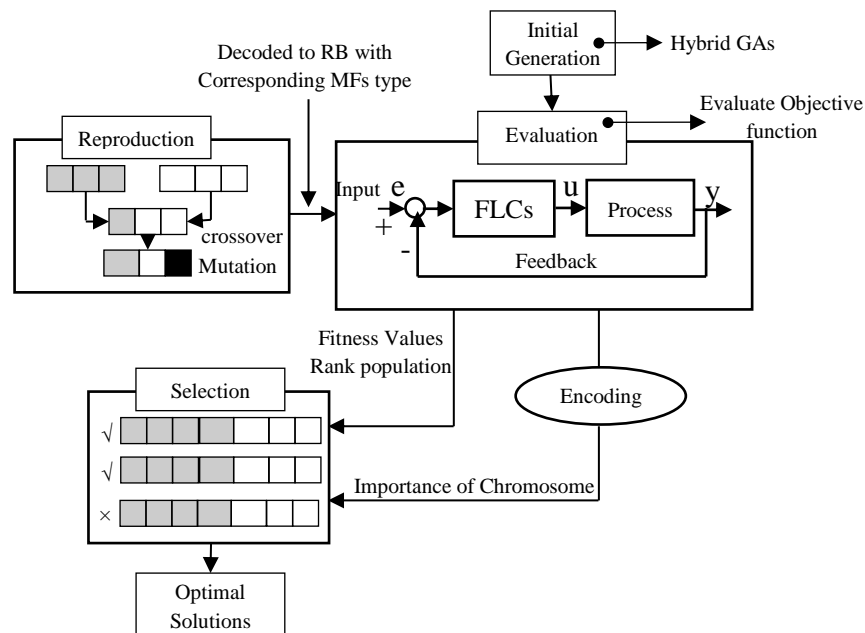 Initial
Generation
Hybrid GAs
Decoded to RB with
Corresponding MFs type
Evaluate Objective
function
Reproduction
Evaluation
crossover
Mutation
Input
e
FLCs
u
Process
y
+
-
Feedback
Fitness Values
Rank population
Encoding
Selection
√
√
×
Importance of Chromosome
Optimal
Solutions